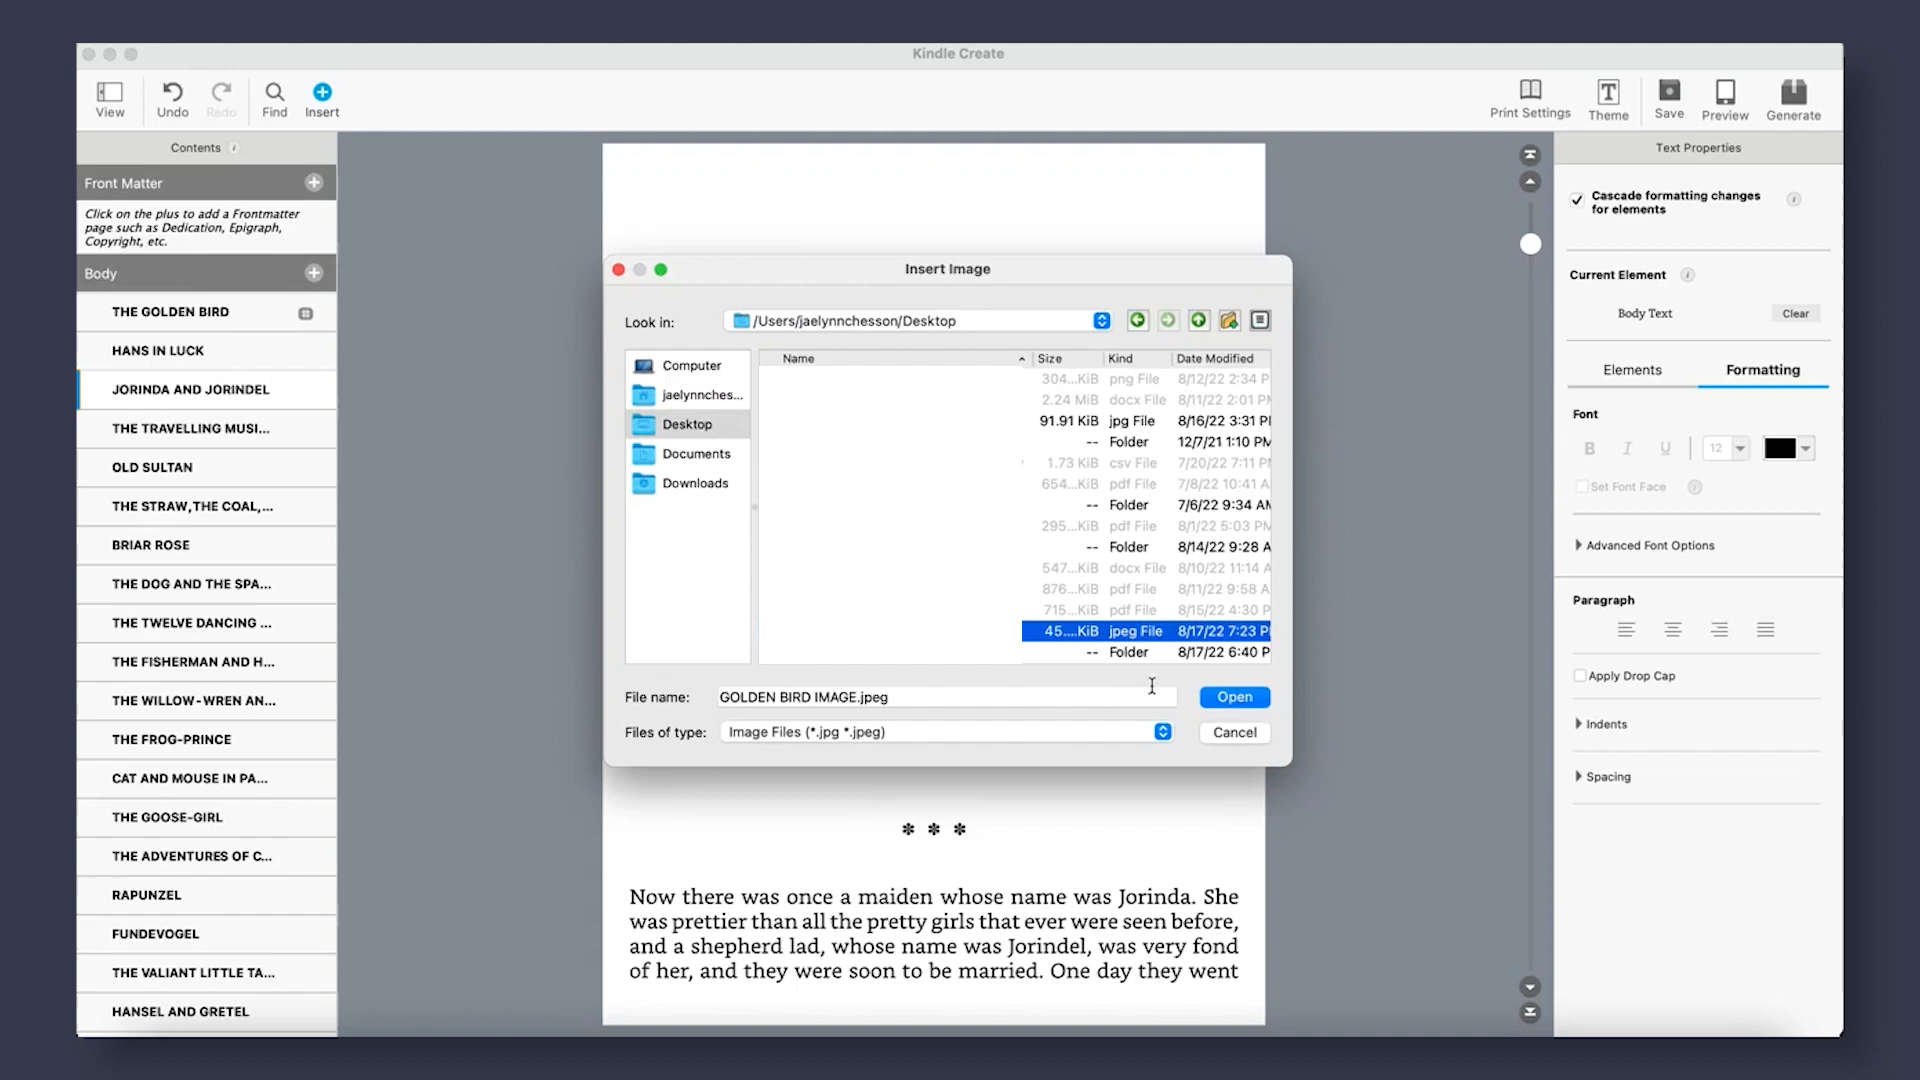 Kindle Create
View
Undo
Redo
Find
Insert
Print Settings
Theme
Save
Preview
Generate
Contents
Front Matter
Click on the plus to add a Frontmatter
page such as Dedication, Epigraph,
Copyright, etc.
Body
THE GOLDEN BIRD
HANS IN LUCK
JORINDA AND JORINDEL
THE TRAVELLING MUSI...
OLD SULTAN
THE STRAW,THE COAL,...
BRIAR ROSE
THE DOG AND THE SPA...
THE TWELVE DANCING ...
THE FISHERMAN AND H...
THE WILLOW-WREN AN...
THE FROG-PRINCE
CAT AND MOUSE IN PA...
THE GOOSE-GIRL
THE ADVENTURES OF C...
RAPUNZEL
FUNDEVOGEL
THE VALIANT LITTLE TA...
HANSEL AND GRETEL
Insert Image
Look in:
/Users/jaelynnchesson/Desktop
Computer
jaelynnches...
Desktop
Documents
Downloads
Name Size Kind Date Modified
304...KiB png File 8/12/22 2:34 P
2.24 MiB docx File 8/11/22 2:01 PM
91.91 KiB jpg File 8/16/22 3:31 PI
-- Folder 12/7/21 1:10 PM
1.73 KiB csv File 7/20/22 7:11 PI
654...KiB pdf File 7/8/22 10:41 A
-- Folder 7/6/22 9:34 AM
295...KiB pdf File 8/1/22 5:03 PM
-- Folder 8/14/22 9:28 A
547...KiB docx File 8/10/22 11:14 A
876...KiB pdf File 8/11/22 9:58 A
715...KiB pdf File 8/15/22 4:30 P
45....KiB jpeg File 8/17/22 7:23 P
-- Folder 8/17/22 6:40 P
File name: GOLDEN BIRD IMAGE.jpeg
Open
Files of type: Image Files (*.jpg *.jpeg)
Cancel
* * *
Now there was once a maiden whose name was Jorinda. She
was prettier than all the pretty girls that ever were seen before,
and a shepherd lad, whose name was Jorindel, was very fond
of her, and they were soon to be married. One day they went
Text Properties
Cascade formatting changes
for elements
Current Element
Body Text
Clear
Elements
Formatting
Font
B I U 12
Set Font Face
Advanced Font Options
Paragraph
Apply Drop Cap
Indents
Spacing